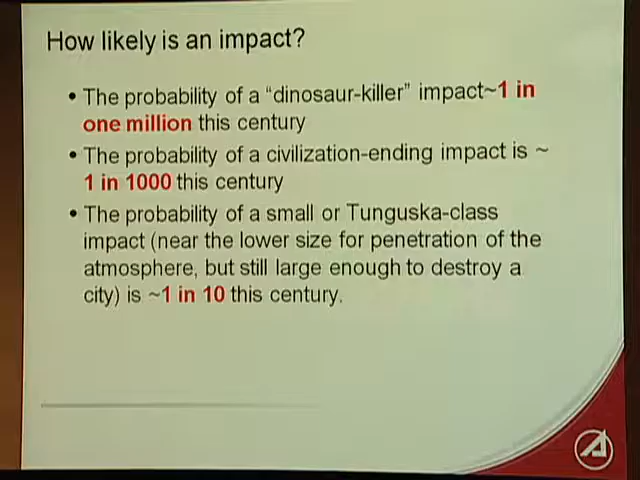 How likely is an impact?
• The probability of a “dinosaur-killer” impact~1 in
one million this century
• The probability of a civilization-ending impact is ~
1 in 1000 this century
• The probability of a small or Tunguska-class
impact (near the lower size for penetration of the
atmosphere, but still large enough to destroy a
city) is ~1 in 10 this century.